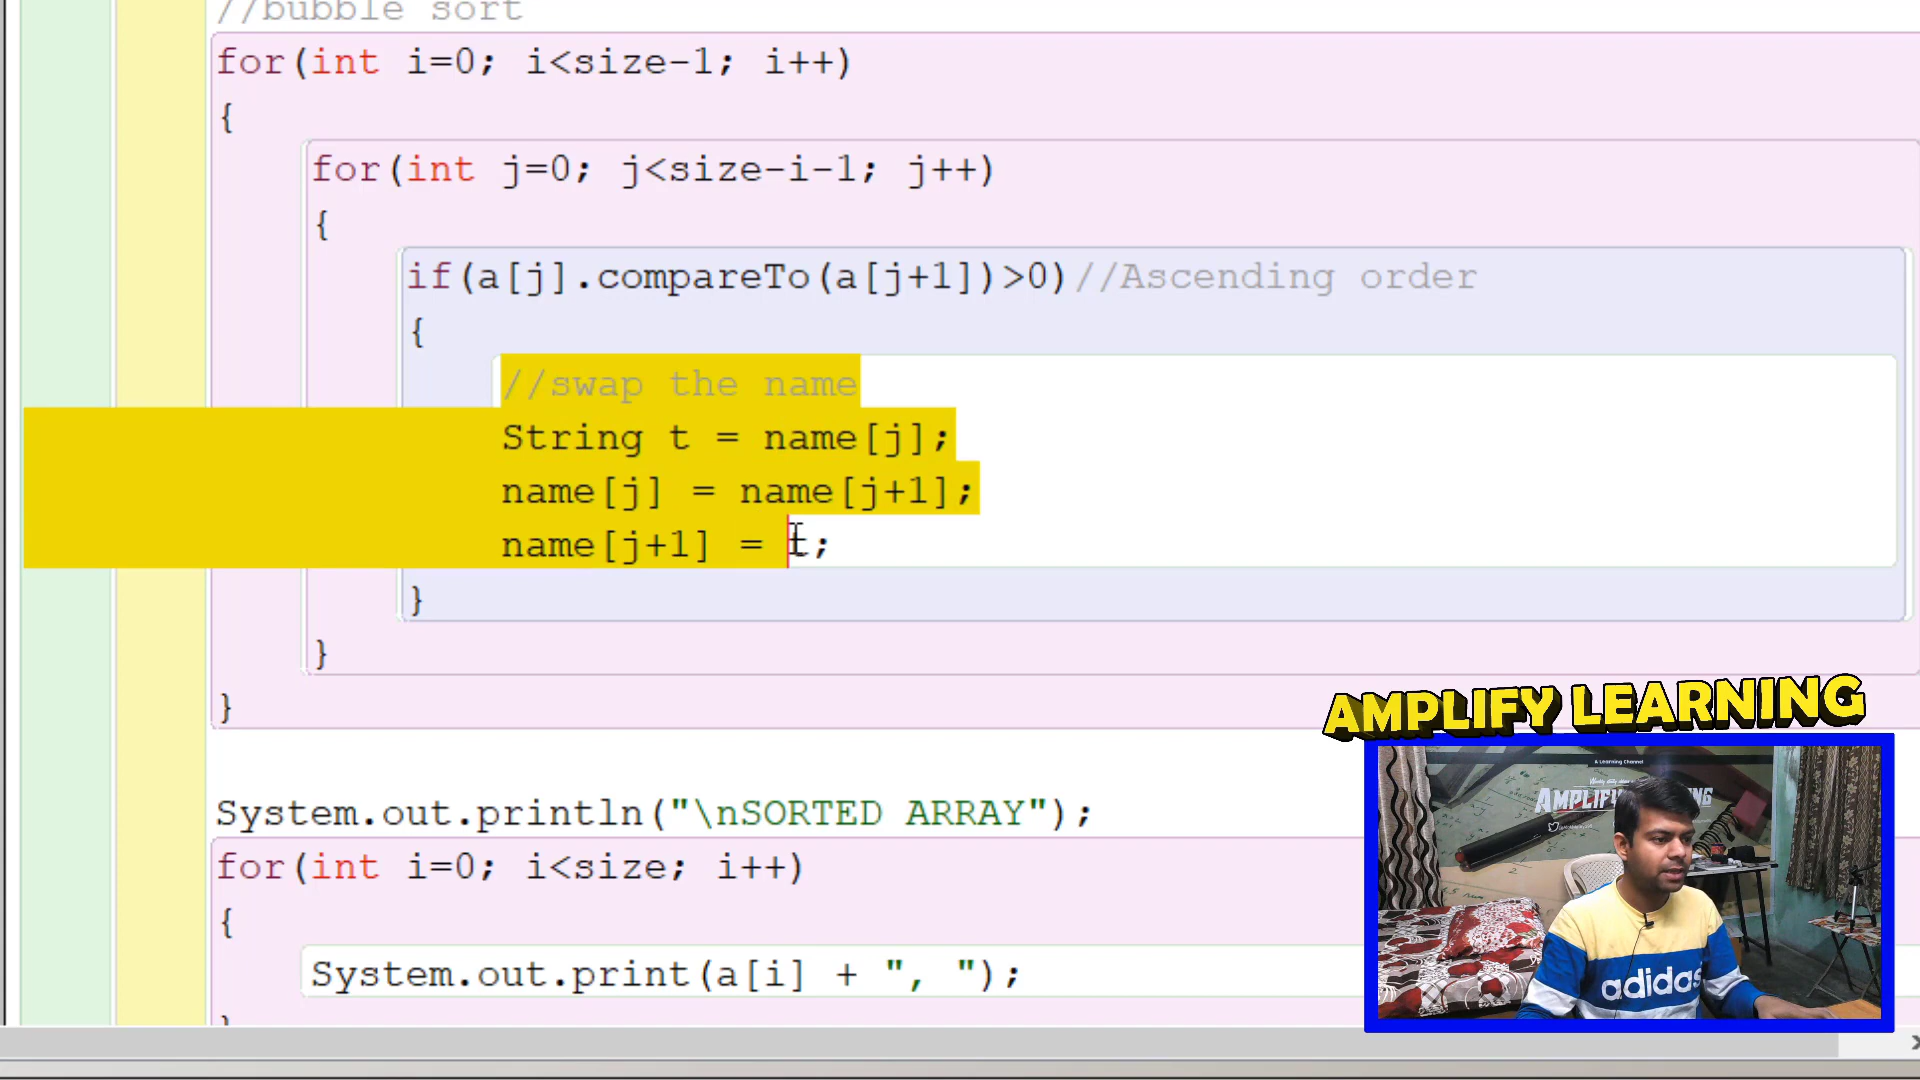 //bubble sort
for(int i=0; i<size-1; i++)
{
for(int j=0; j<size-i-1; j++)
{
if(a[j].compareTo(a[j+1])>0)//Ascending order
{
//swap the name
String t = name[j];
name[j] = name[j+1];
name[j+1] = t;
}
}
}
System.out.println("\nSORTED ARRAY");
for(int i=0; i<size; i++)
{
System.out.print(a[i] + ", ");
AMPLIFY LEARNING
A Learning Channel
adidas